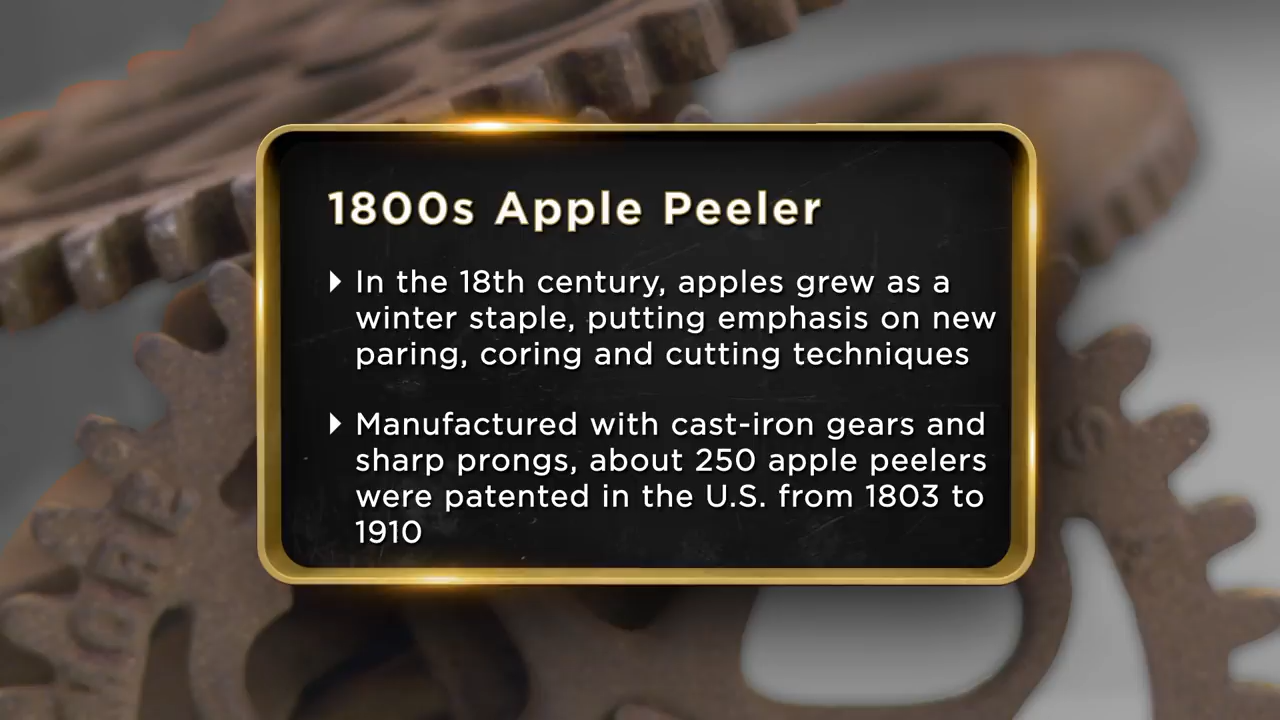 1800s Apple Peeler
In the 18th century, apples grew as a
winter staple, putting emphasis on new
paring, coring and cutting techniques
Manufactured with cast-iron gears and
sharp prongs, about 250 apple peelers
were patented in the U.S. from 1803 to
1910